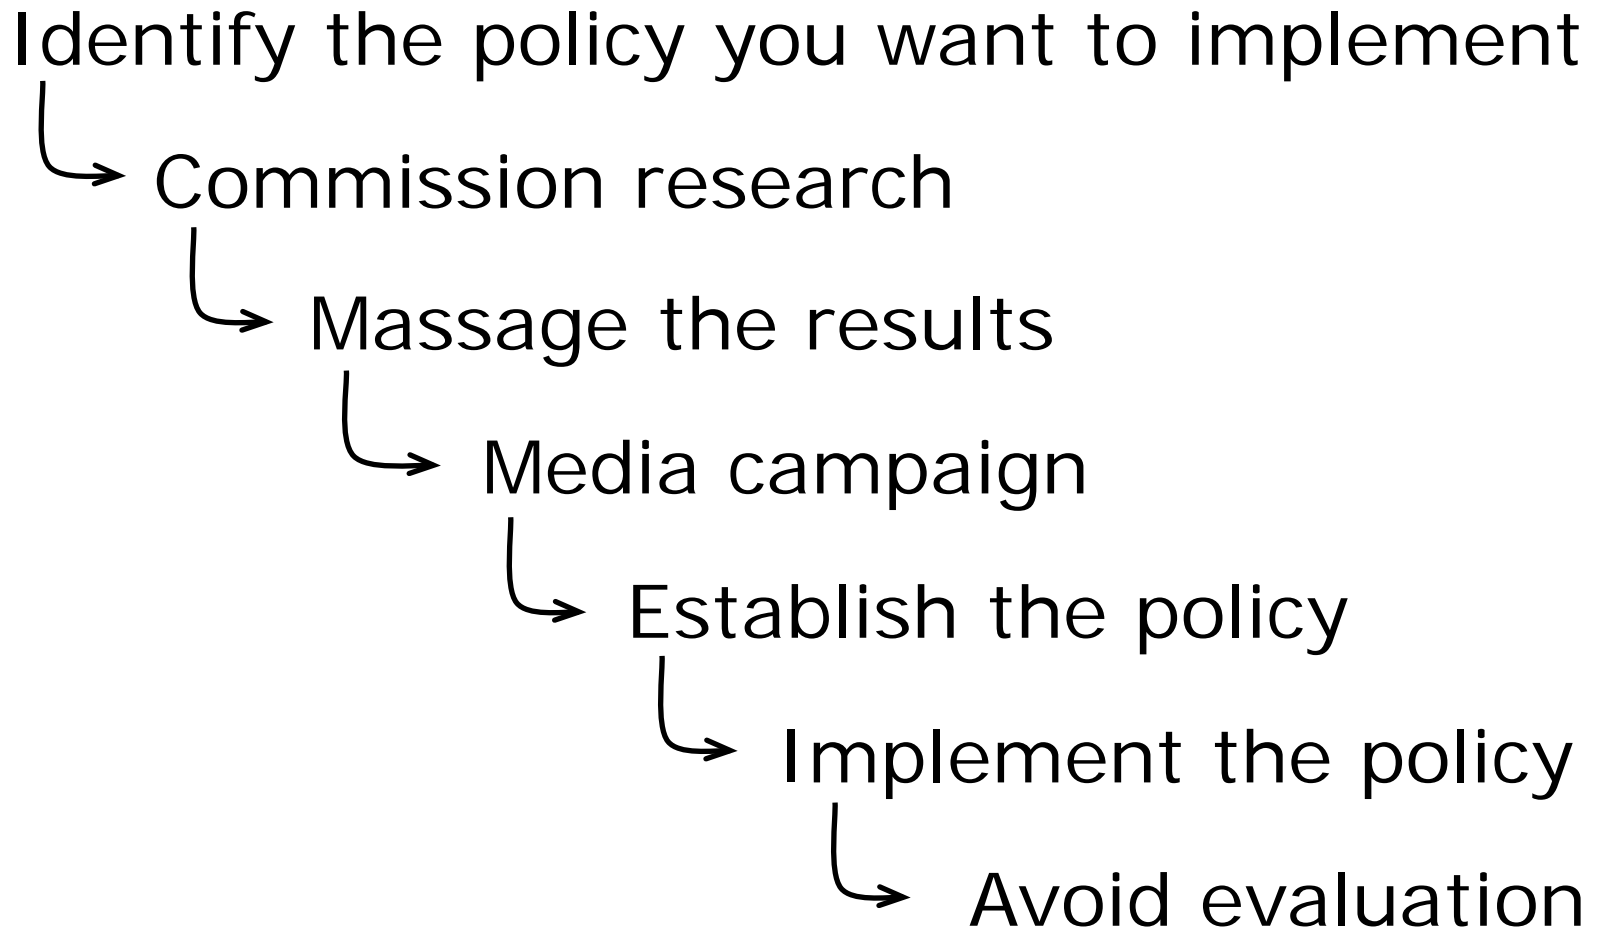 Identify the policy you want to implement
Commission research
Massage the results
Media campaign
Establish the policy
Implement the policy
Avoid evaluation